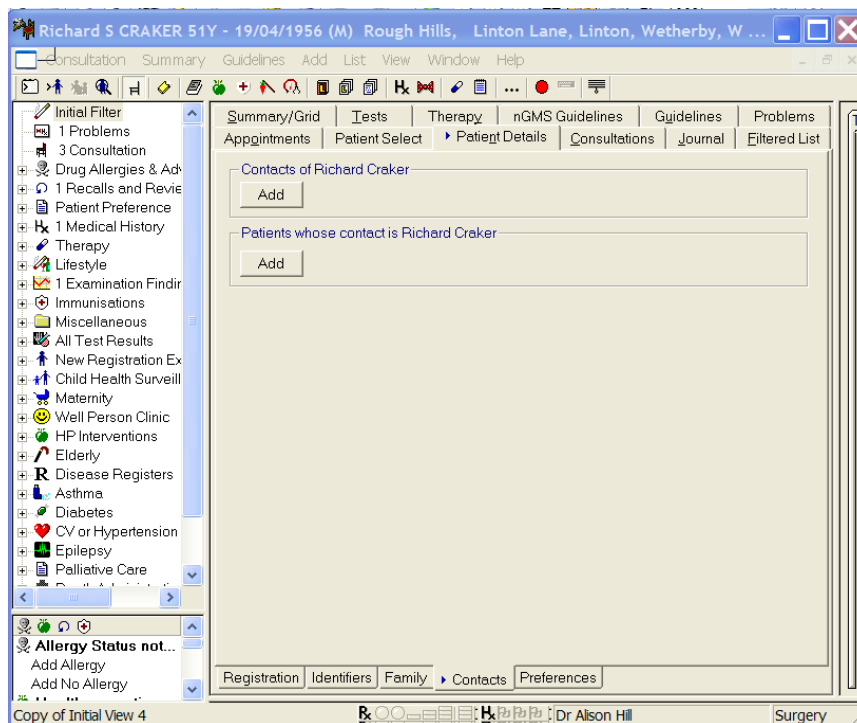 Richard S CRAKER 51Y - 19/04/1956 (M) Rough Hills, Linton Lane, Linton, Wetherby, W ...
Consultation Summary Guidelines Add List View Window Help
Initial Filter
1 Problems
3 Consultation
Drug Allergies & Adv
1 Recalls and Revie
Patient Preference
1 Medical History
Therapy
Lifestyle
1 Examination Findir
Immunisations
Miscellaneous
All Test Results
New Registration Ex
Child Health Surveill
Maternity
Well Person Clinic
HP Interventions
Elderly
Disease Registers
Asthma
Diabetes
CV or Hypertension
Epilepsy
Palliative Care
Allergy Status not...
Add Allergy
Add No Allergy
Summary/Grid Tests Therapy nGMS Guidelines Guidelines Problems
Appointments Patient Select Patient Details Consultations Journal Filtered List
Contacts of Richard Craker
Add
Patients whose contact is Richard Craker
Add
Registration Identifiers Family Contacts Preferences
Copy of Initial View 4 Dr Alison Hill Surgery